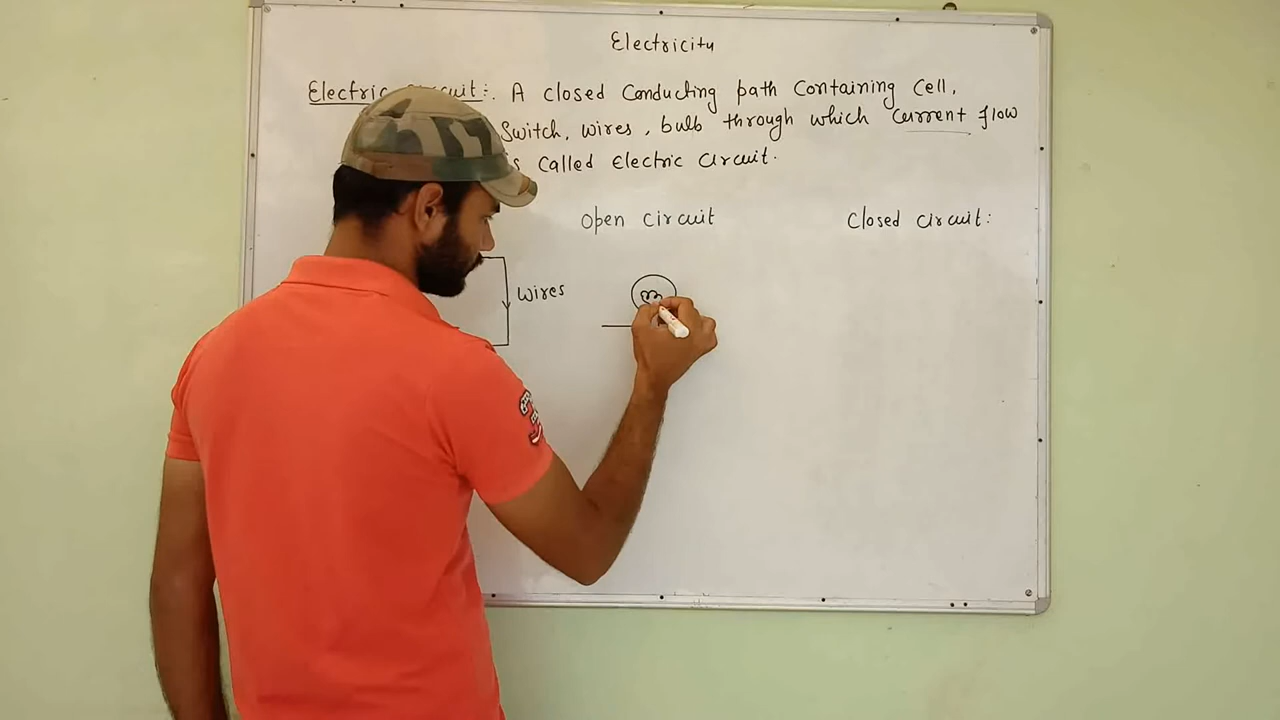 Electricity
Electric Circuit:. A closed conducting path containing cell,
Switch, wires, bulb through which current flow
is called Electric circuit.
Open circuit
Closed circuit:
Wires